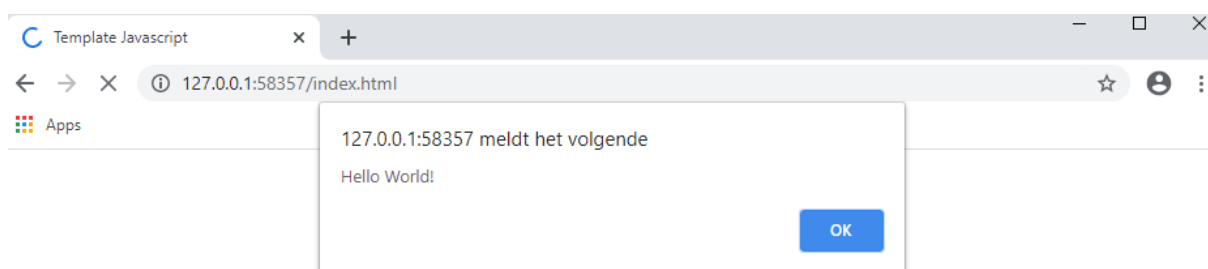 Template Javascript
127.0.0.1:58357/index.html
Apps
127.0.0.1:58357 meldt het volgende
Hello World!
OK